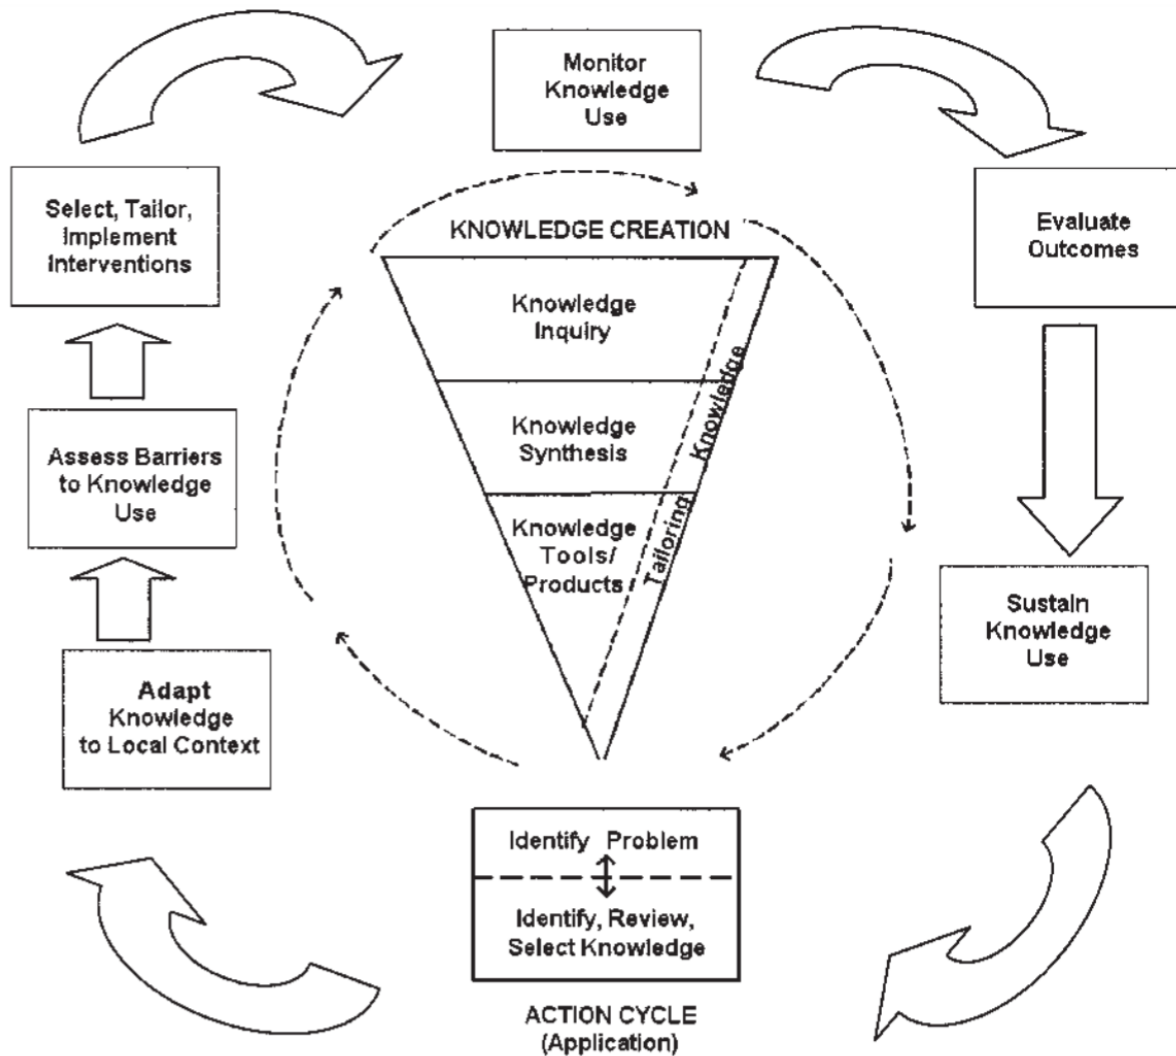 Monitor
Knowledge
Use
Select, Tailor,
Implement
Interventions
Evaluate
Outcomes
KNOWLEDGE CREATION
Knowledge
Inquiry
Knowledge
Synthesis
Knowledge
Tools/
Products
Tailoring Knowledge
Assess Barriers
to Knowledge
Use
Sustain
Knowledge
Use
Adapt
Knowledge
to Local Context
Identify Problem
Identify, Review,
Select Knowledge
ACTION CYCLE
(Application)